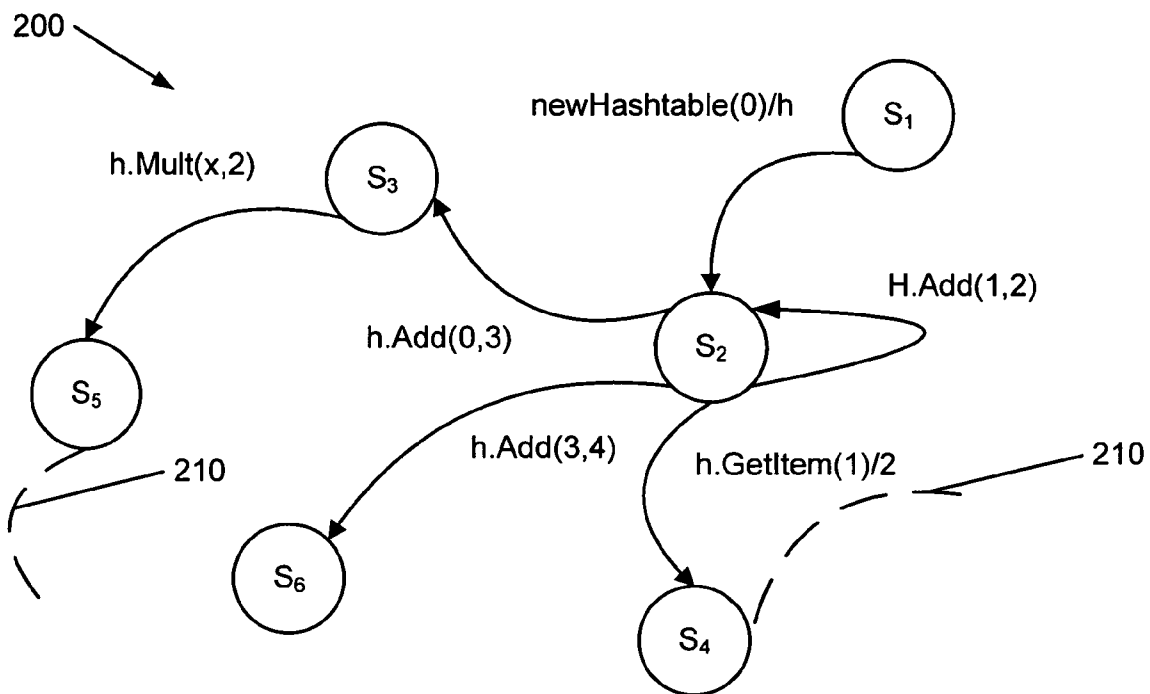 200
newHashtable(0)/h
S1
h.Mult(x,2)
S3
H.Add(1,2)
h.Add(0,3)
S2
S5
h.Add(3,4)
h.GetItem(1)/2
210
210
S6
S4